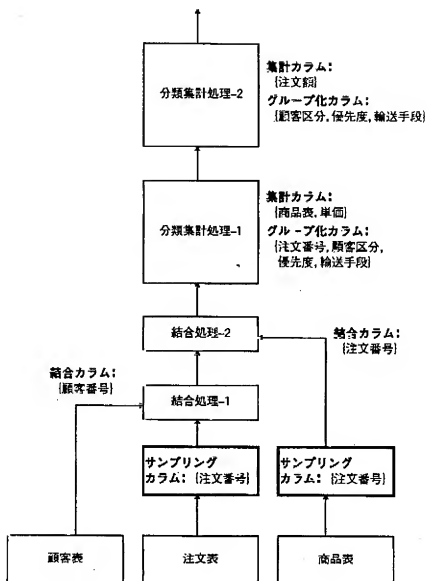 分類集計処理-2
集計カラム:
{注文額}
グループ化カラム:
{顧客区分, 優先度, 輸送手段}
分類集計処理-1
集計カラム:
{商品表, 単価}
グループ化カラム:
{注文番号, 顧客区分,
優先度, 輸送手段}
結合処理-2
結合カラム:
{注文番号}
結合カラム:
{顧客番号}
結合処理-1
サンプリング
カラム: {注文番号}
サンプリング
カラム: {注文番号}
顧客表
注文表
商品表